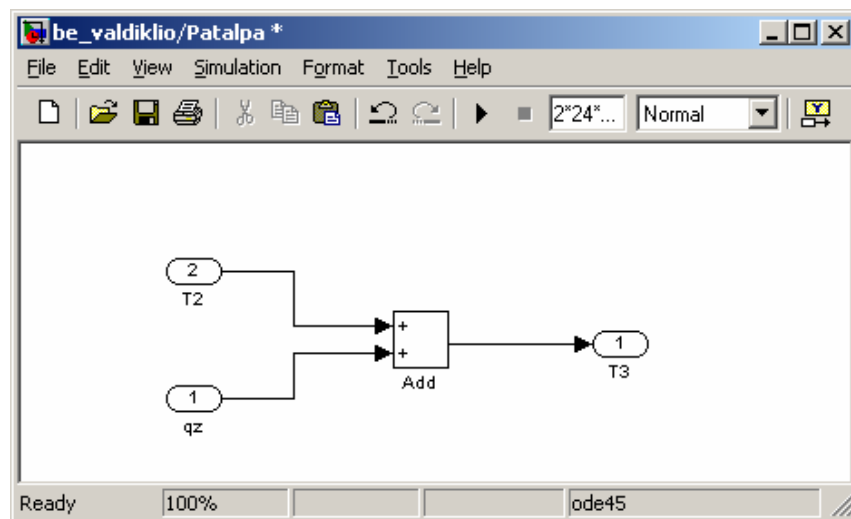 be_valdiklio/Patalpa *
File Edit View Simulation Format Tools Help
2*24*... Normal
2
T2
+
+
Add
1
T3
1
qz
Ready 100% ode45